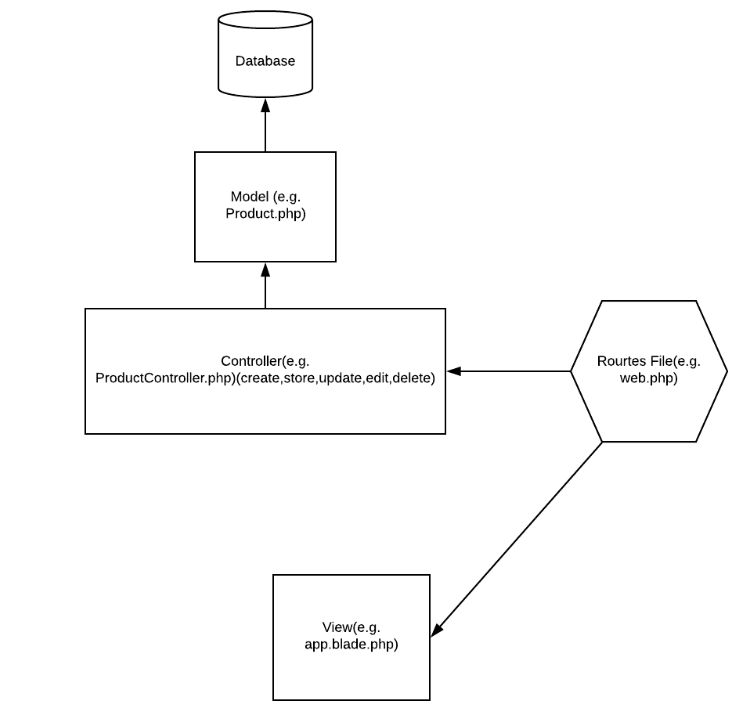 Database
Model (e.g.
Product.php)
Controller(e.g.
ProductController.php)(create,store,update,edit,delete)
Rourtes File(e.g.
web.php)
View(e.g.
app.blade.php)